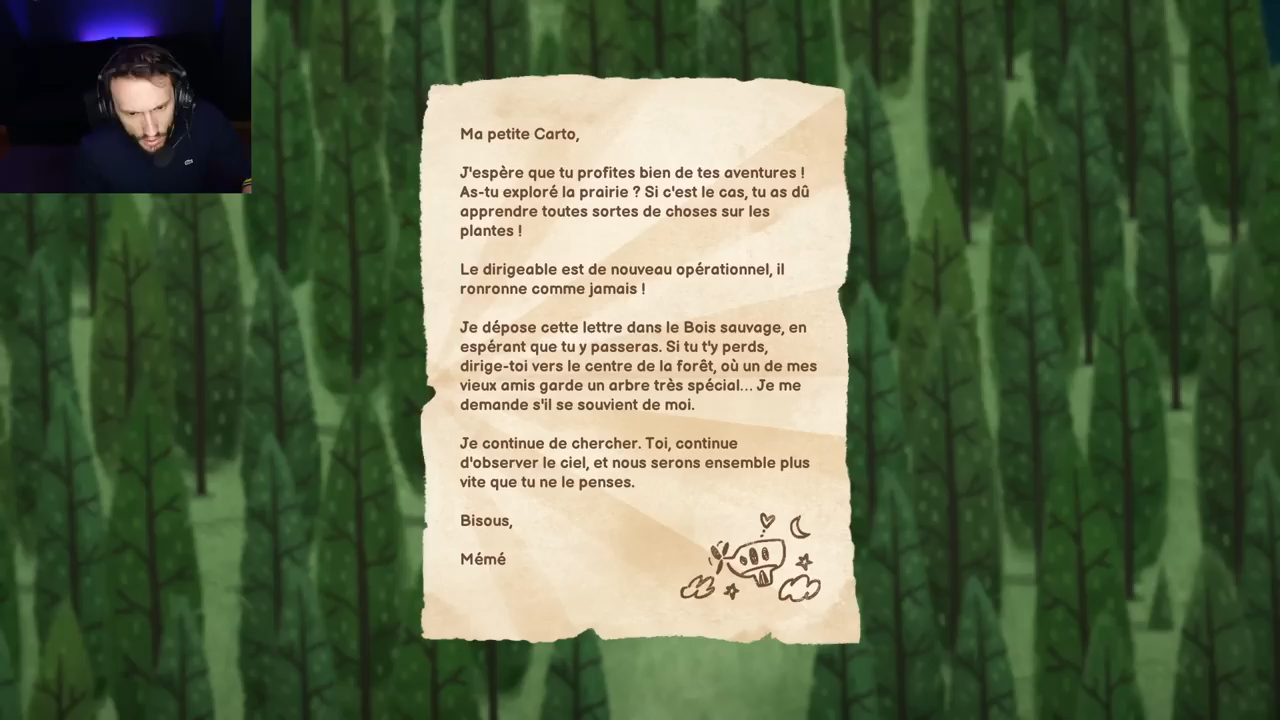 Ma petite Carto,
J'espère que tu profites bien de tes aventures !
As-tu exploré la prairie ? Si c'est le cas, tu as dû
apprendre toutes sortes de choses sur les
plantes !
Le dirigeable est de nouveau opérationnel, il
ronronne comme jamais !
Je dépose cette lettre dans le Bois sauvage, en
espérant que tu y passeras. Si tu t'y perds,
dirige-toi vers le centre de la forêt, où un de mes
vieux amis garde un arbre très spécial... Je me
demande s'il se souvient de moi.
Je continue de chercher. Toi, continue
d'observer le ciel, et nous serons ensemble plus
vite que tu ne le penses.
Bisous,
Mémé